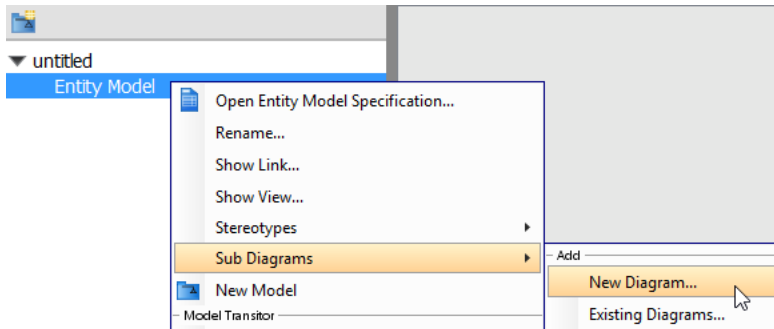 untitled
Entity Model
Open Entity Model Specification...
Rename...
Show Link...
Show View...
Stereotypes
Sub Diagrams
Add
New Diagram...
New Model
Existing Diagrams...
Model Transitor